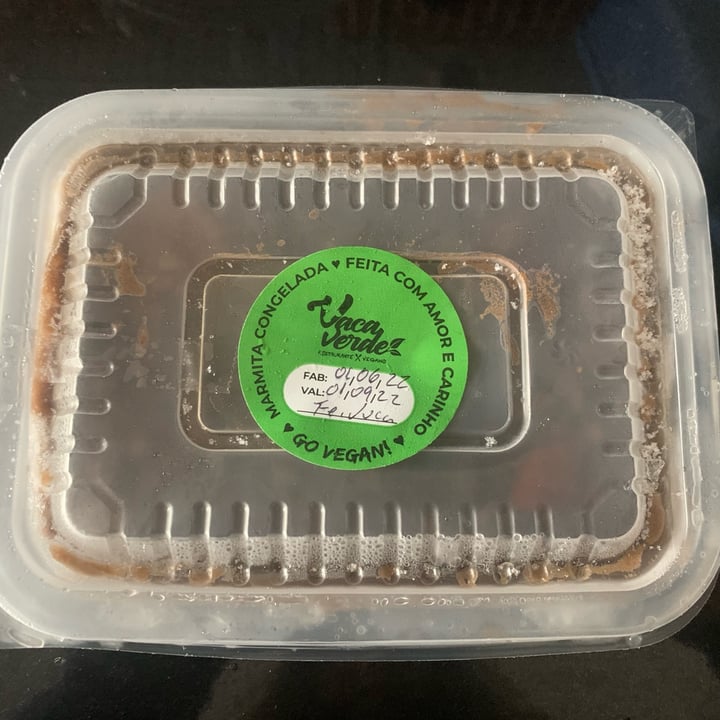 MARMITA CONGELADA ♥ FEITA COM AMOR E CARINHO
Vaca
verde
RESTAURANTE VEGANO
FAB: 01,06,22
VAL: 01,09,22
♥ GO VEGAN! ♥